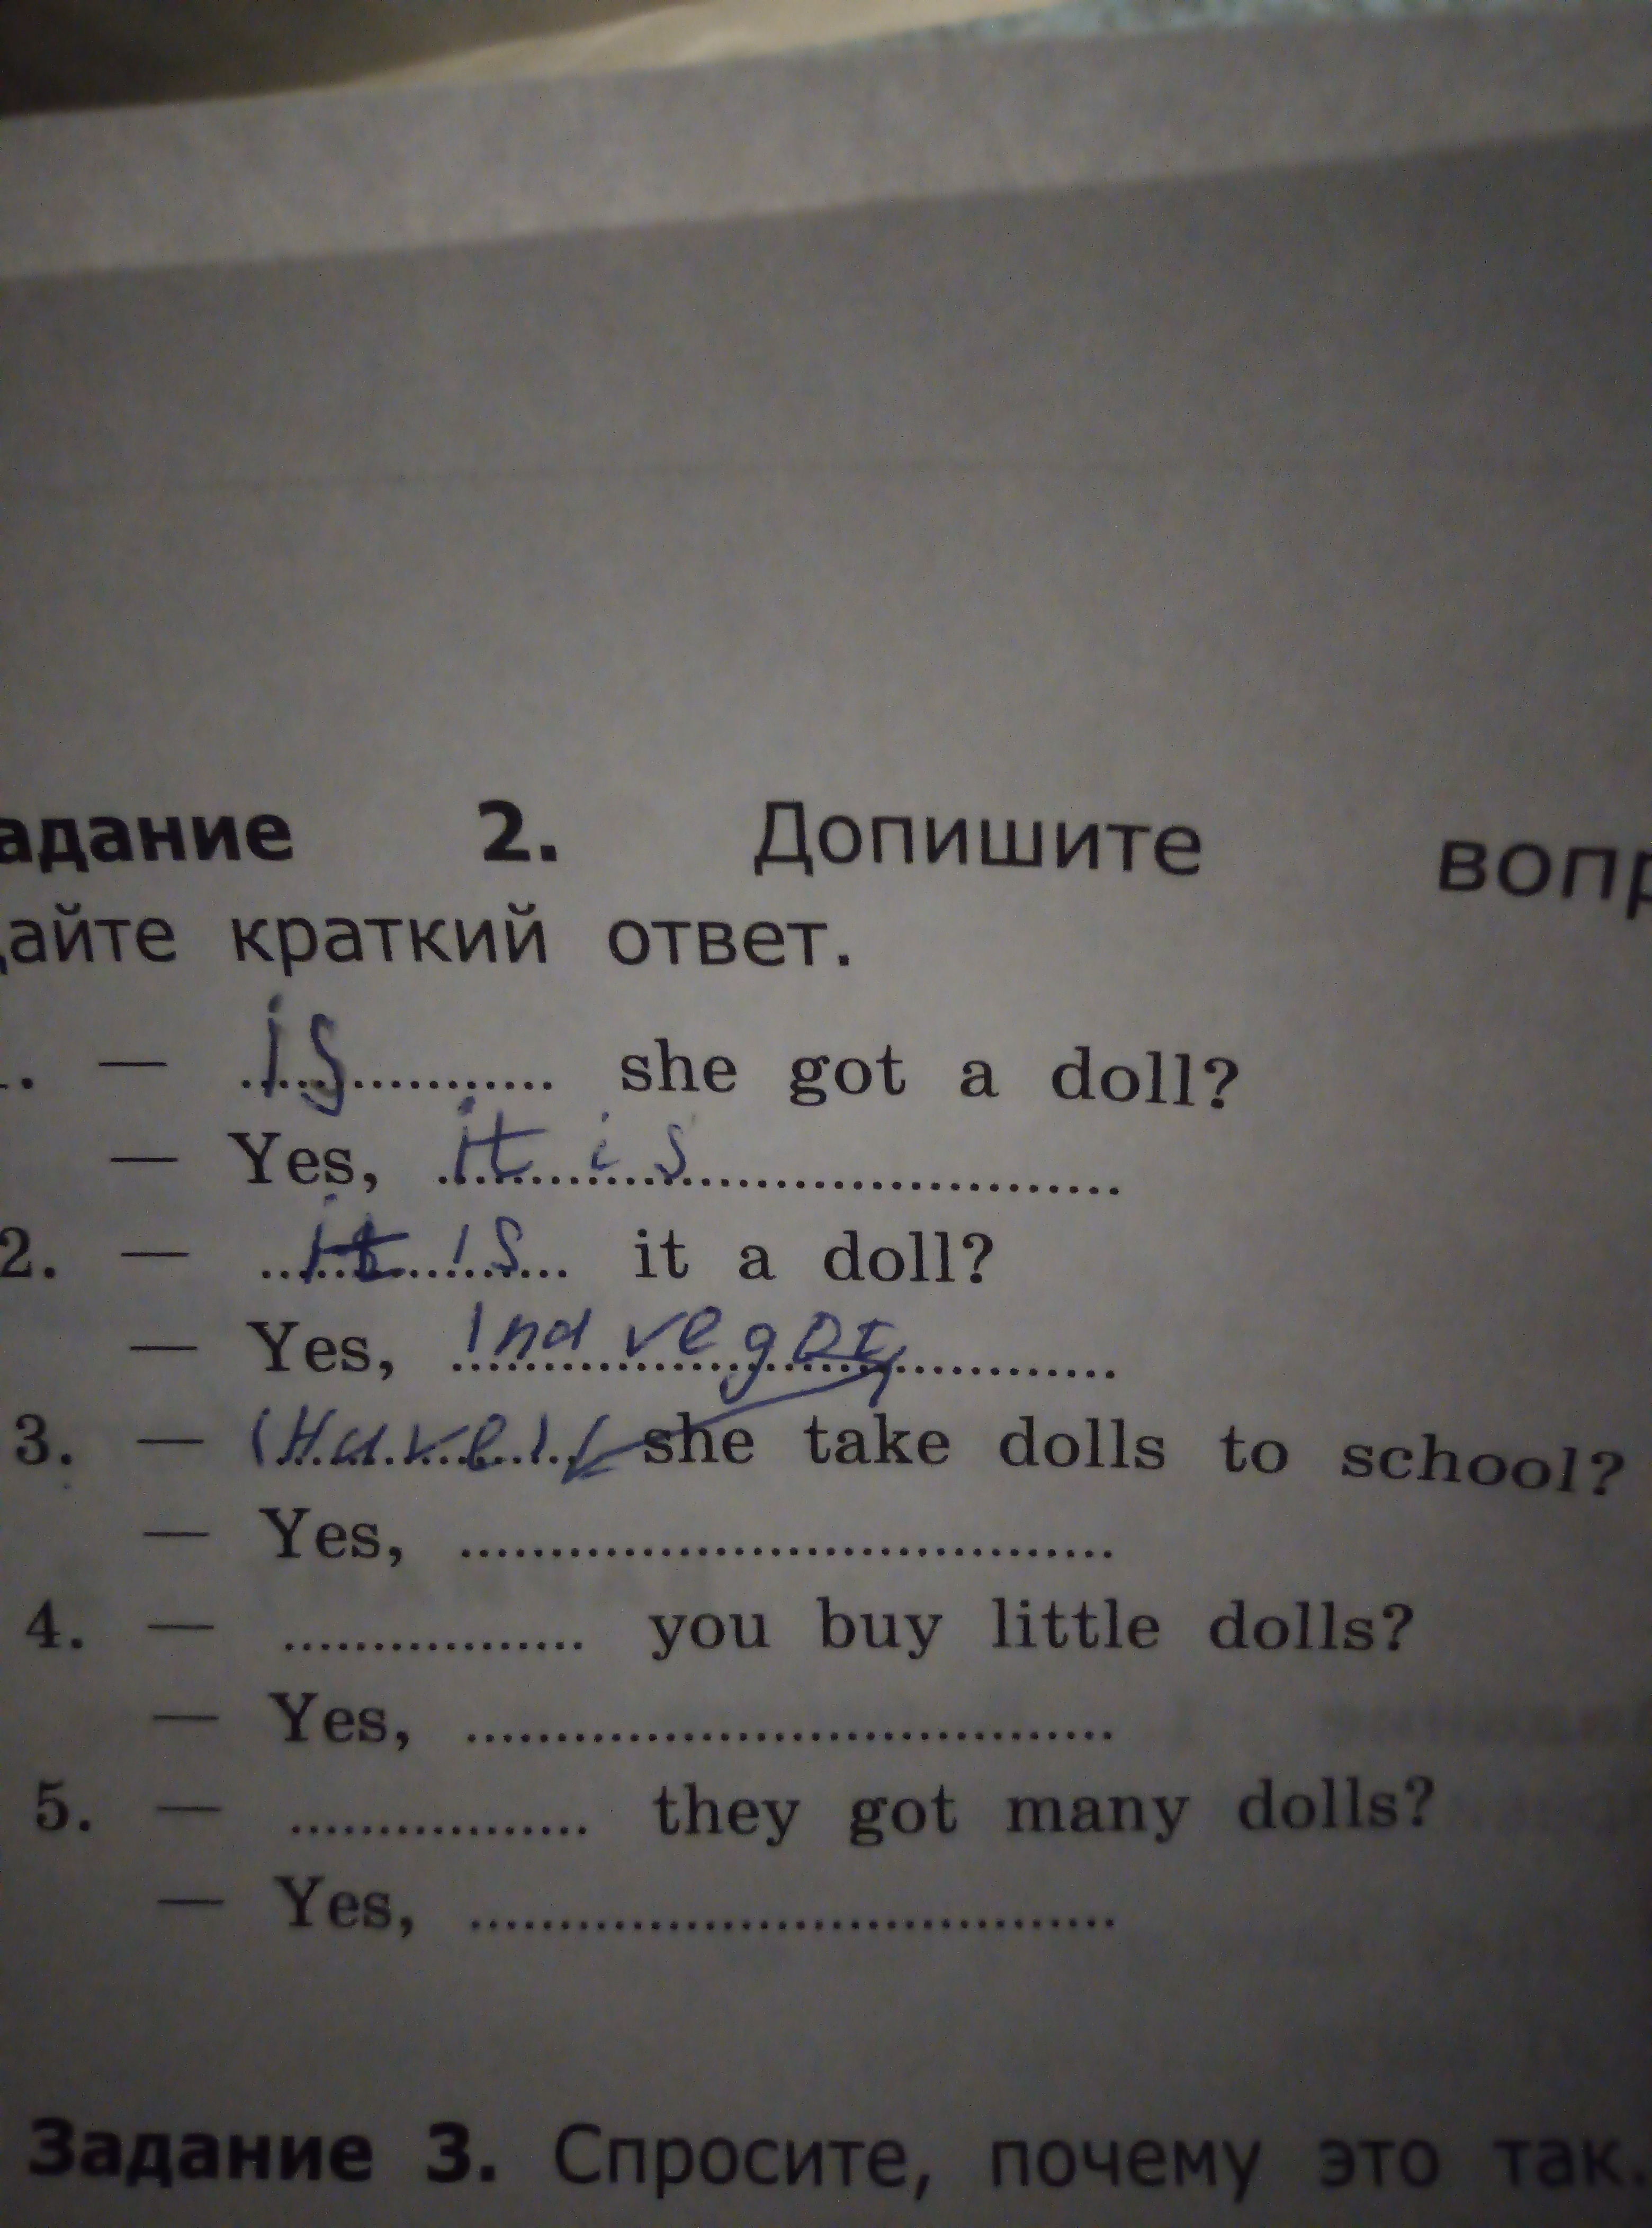 адание 2. Допишите вопр
айте краткий ответ.
. — is she got a doll?
— Yes, it is
2. — is it a doll?
— Yes,
3. — (Have) she take dolls to school?
— Yes,
4. — you buy little dolls?
— Yes,
5. — they got many dolls?
— Yes,
Задание 3. Спросите, почему это так.